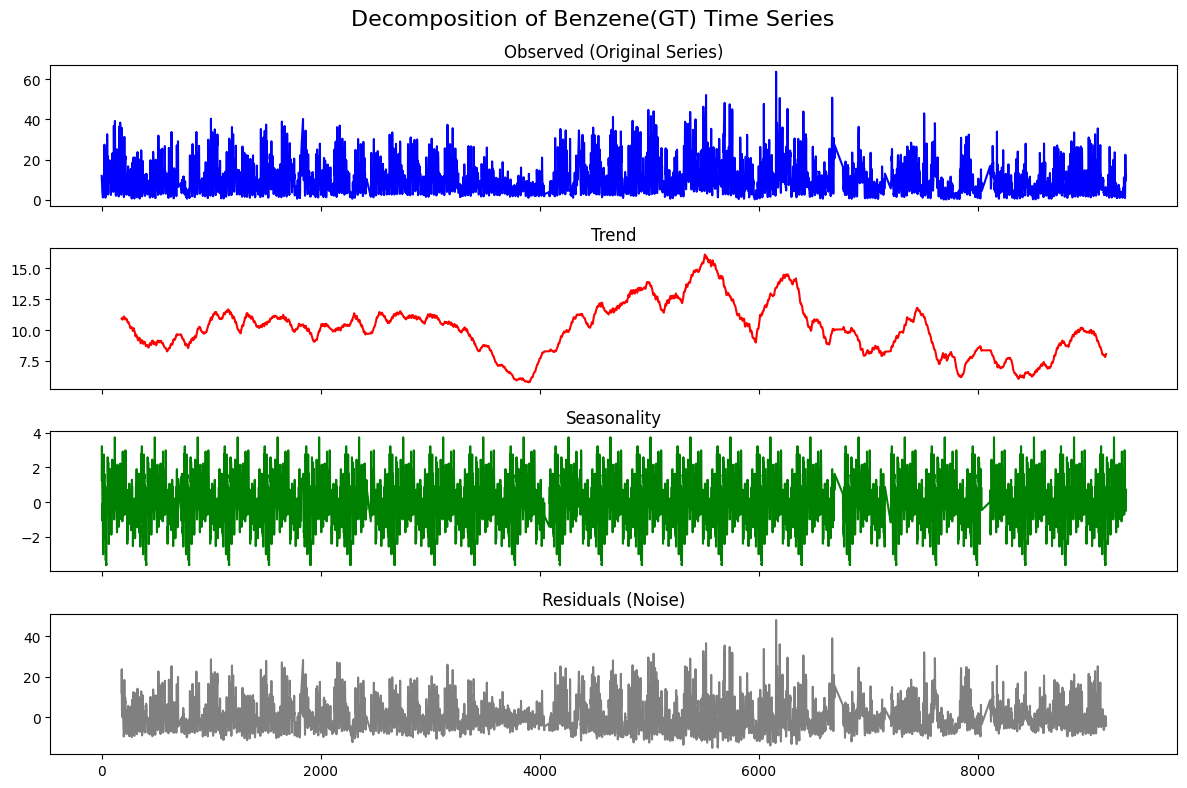 Decomposition of Benzene(GT) Time Series
Observed (Original Series)
60
40
20
0
Trend
15.0
12.5
10.0
7.5
Seasonality
4
2
0
−2
Residuals (Noise)
40
20
0
0 2000 4000 6000 8000